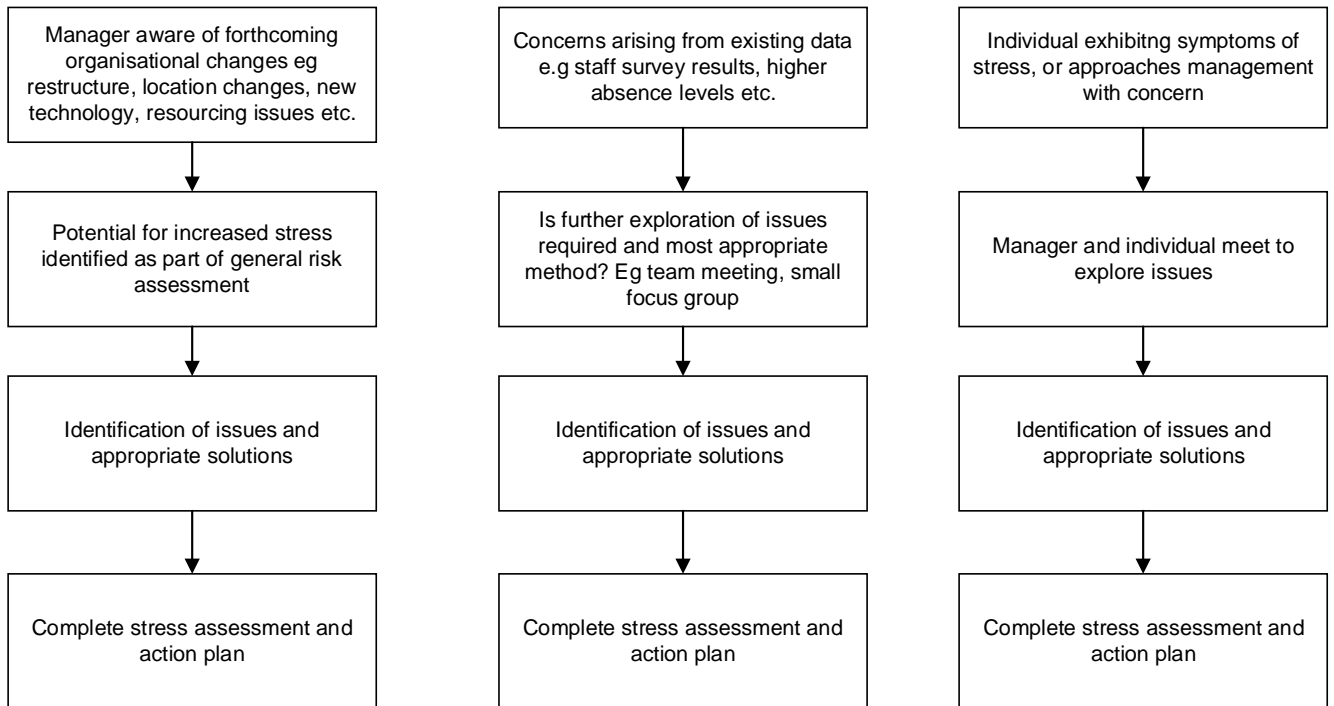 Manager aware of forthcoming
organisational changes eg
restructure, location changes, new
technology, resourcing issues etc.
Concerns arising from existing data
e.g staff survey results, higher
absence levels etc.
Individual exhibitng symptoms of
stress, or approaches management
with concern
Potential for increased stress
identified as part of general risk
assessment
Is further exploration of issues
required and most appropriate
method? Eg team meeting, small
focus group
Manager and individual meet to
explore issues
Identification of issues and
appropriate solutions
Identification of issues and
appropriate solutions
Identification of issues and
appropriate solutions
Complete stress assessment and
action plan
Complete stress assessment and
action plan
Complete stress assessment and
action plan